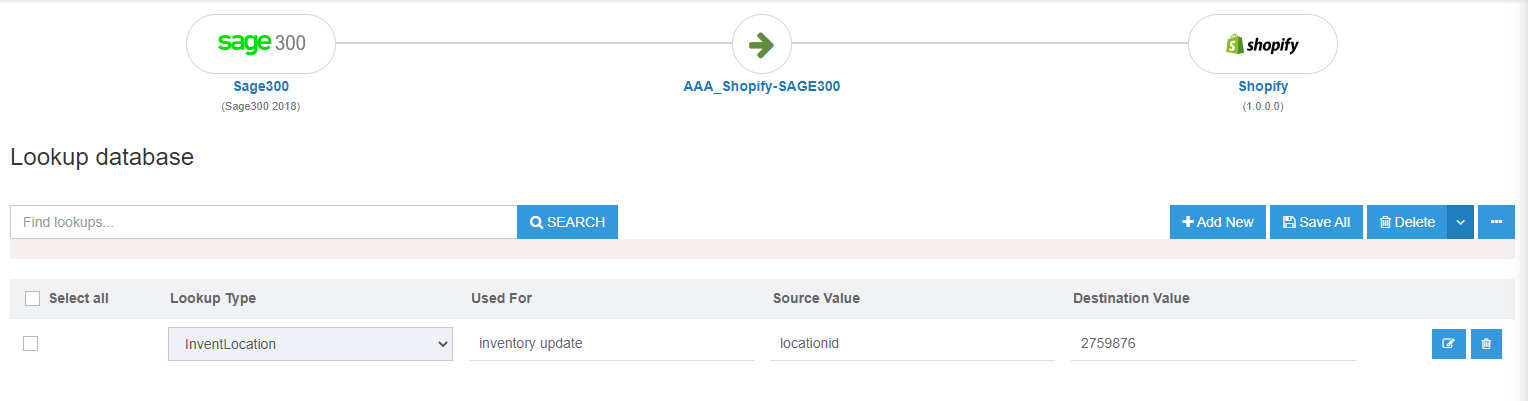 sage 300
shopify
Sage300
AAA_Shopify-SAGE300
Shopify
(Sage300 2018)
(1.0.0.0)
Lookup database
Find lookups...
SEARCH
Add New
Save All
Delete
Select all
Lookup Type
Used For
Source Value
Destination Value
InventLocation
inventory update
locationid
2759876